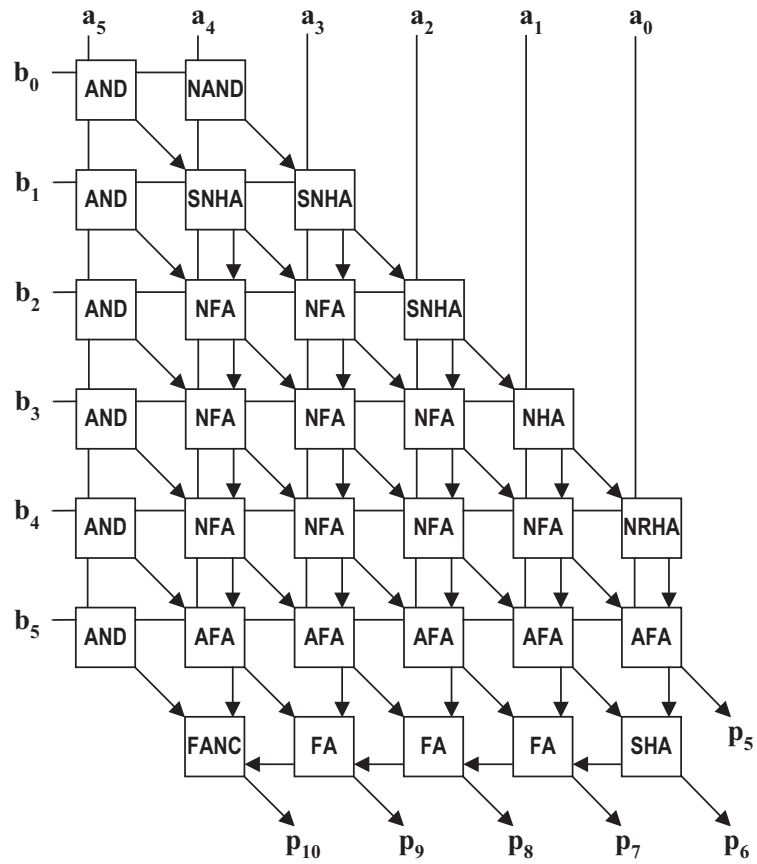 a5 a4 a3 a2 a1 a0
b0 AND NAND
b1 AND SNHA SNHA
b2 AND NFA NFA SNHA
b3 AND NFA NFA NFA NHA
b4 AND NFA NFA NFA NFA NRHA
b5 AND AFA AFA AFA AFA AFA
FANC FA FA FA SHA p5
p10 p9 p8 p7 p6